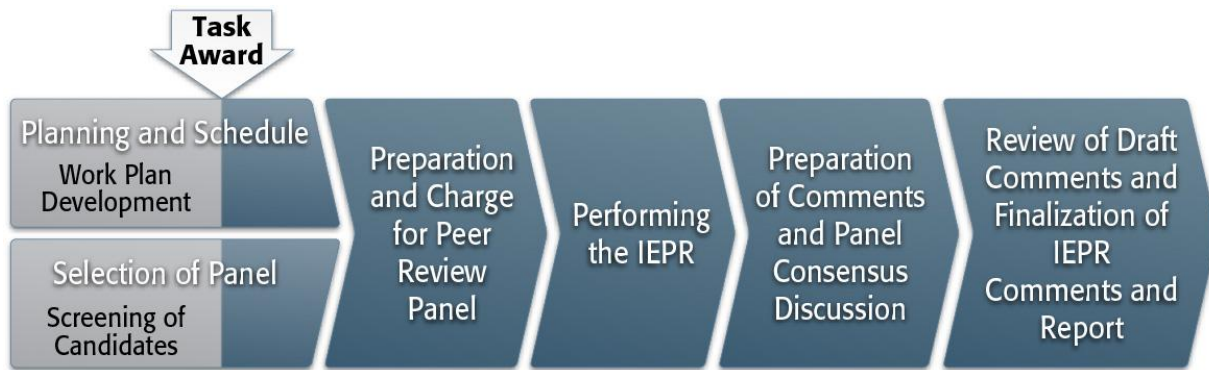 Task
Award
Planning and Schedule
Work Plan
Development
Selection of Panel
Screening of
Candidates
Preparation
and Charge
for Peer
Review
Panel
Performing
the IEPR
Preparation
of Comments
and Panel
Consensus
Discussion
Review of Draft
Comments and
Finalization of
IEPR
Comments and
Report